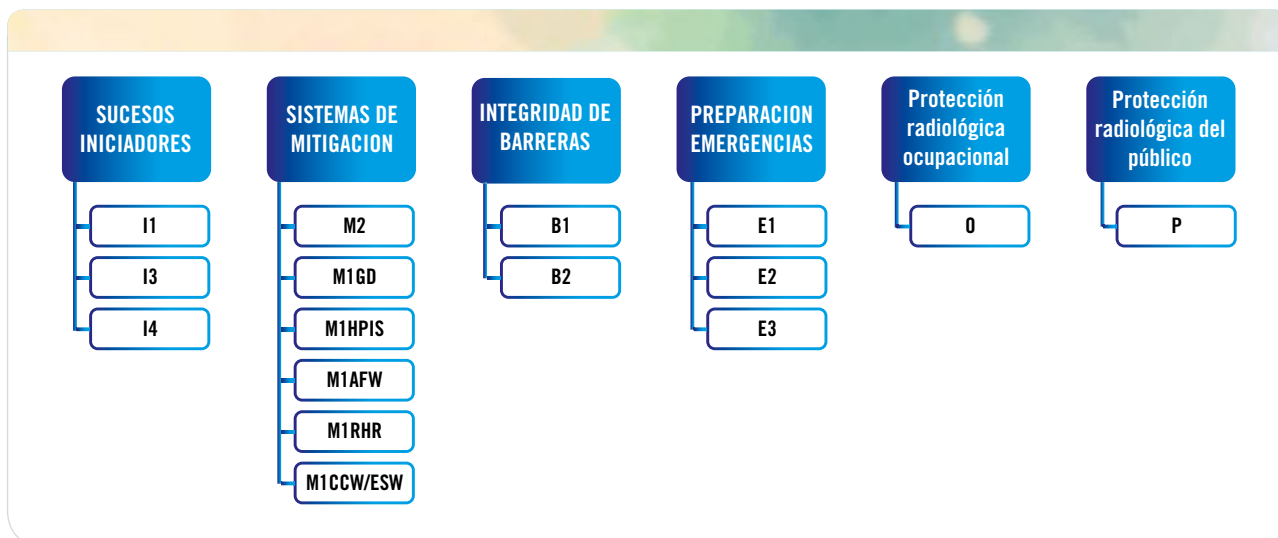 SUCESOS
INICIADORES
I1
I3
I4
SISTEMAS DE
MITIGACION
M2
M1GD
M1HPIS
M1AFW
M1RHR
M1CCW/ESW
INTEGRIDAD DE
BARRERAS
B1
B2
PREPARACION
EMERGENCIAS
E1
E2
E3
Protección
radiológica
ocupacional
O
Protección
radiológica del
público
P